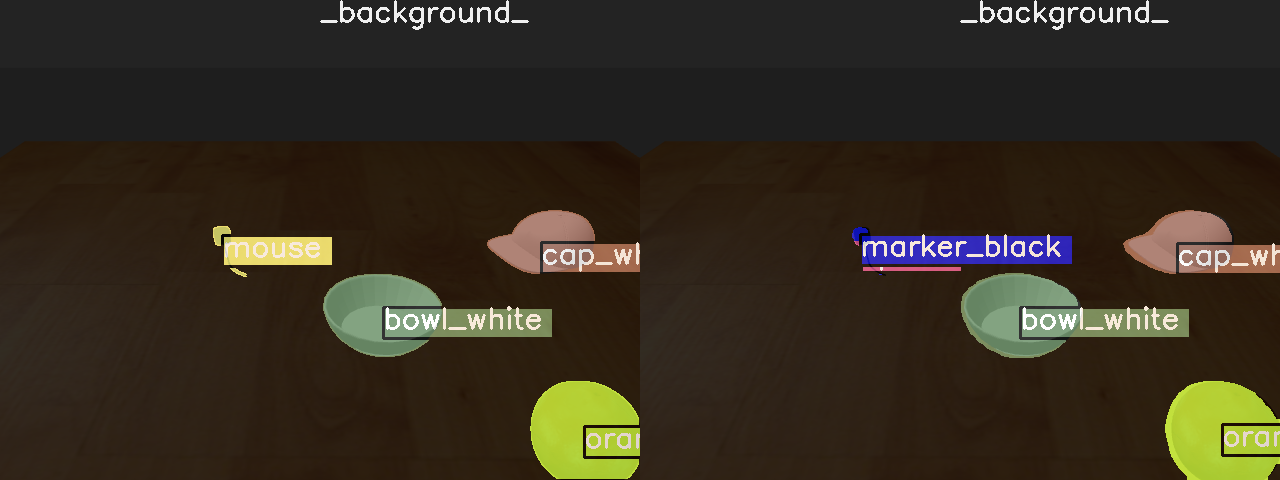 _background_
_background_
mouse
marker_black
cap_wh
cap_wh
bowl_white
bowl_white
oran
oran